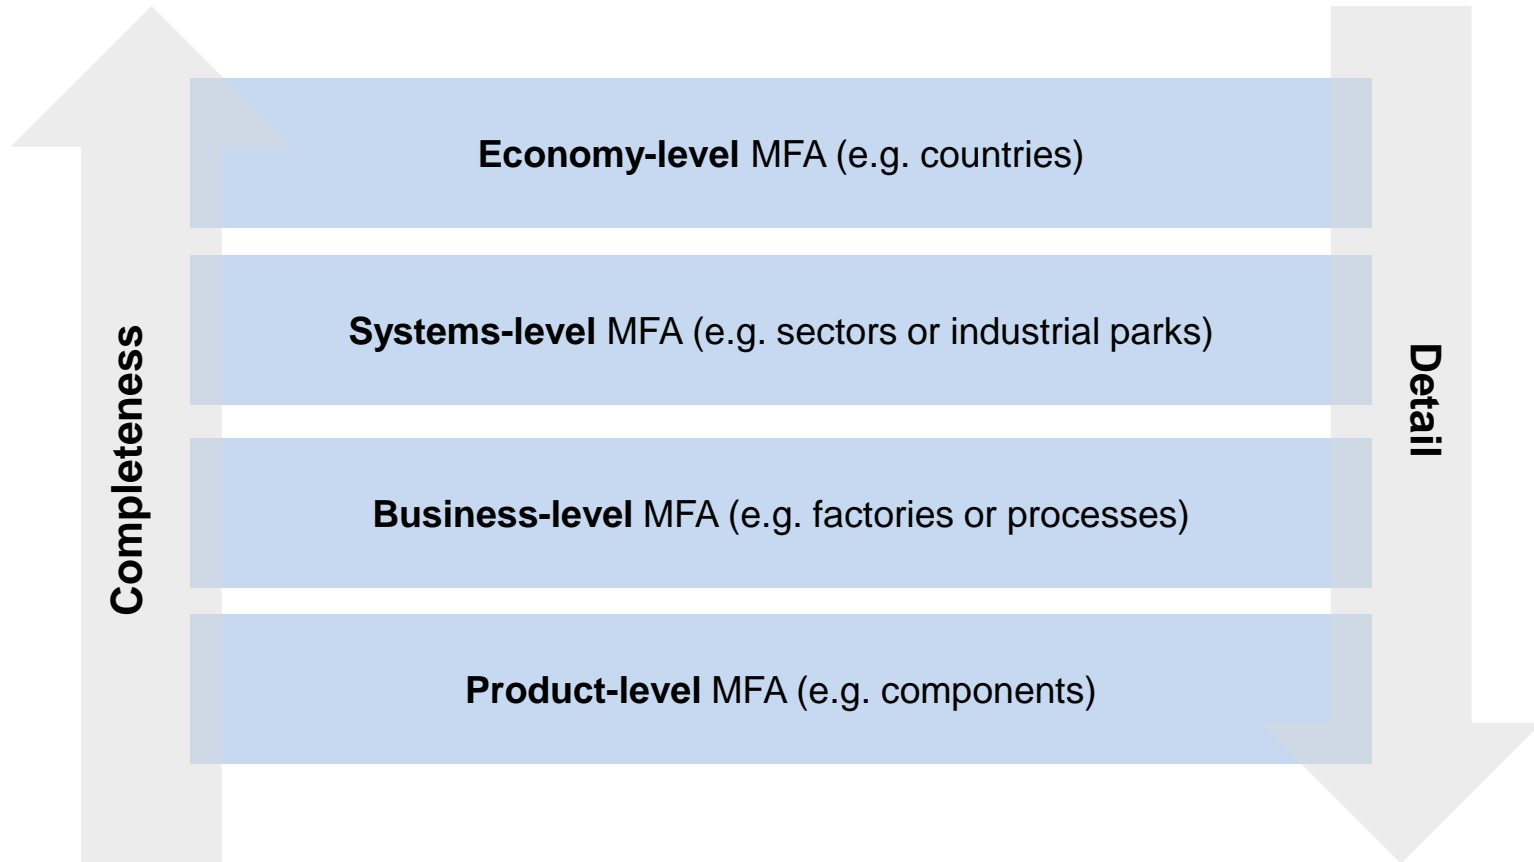 Economy-level MFA (e.g. countries)
Systems-level MFA (e.g. sectors or industrial parks)
Business-level MFA (e.g. factories or processes)
Product-level MFA (e.g. components)
Completeness
Detail